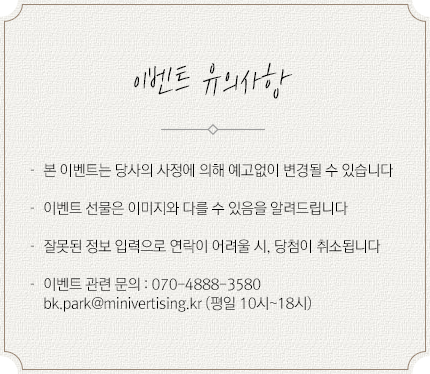 이벤트 유의사항
- 본 이벤트는 당사의 사정에 의해 예고없이 변경될 수 있습니다
- 이벤트 선물은 이미지와 다를 수 있음을 알려드립니다
- 잘못된 정보 입력으로 연락이 어려울 시, 당첨이 취소됩니다
- 이벤트 관련 문의 : 070-4888-3580
bk.park@minivertising.kr (평일 10시~18시)